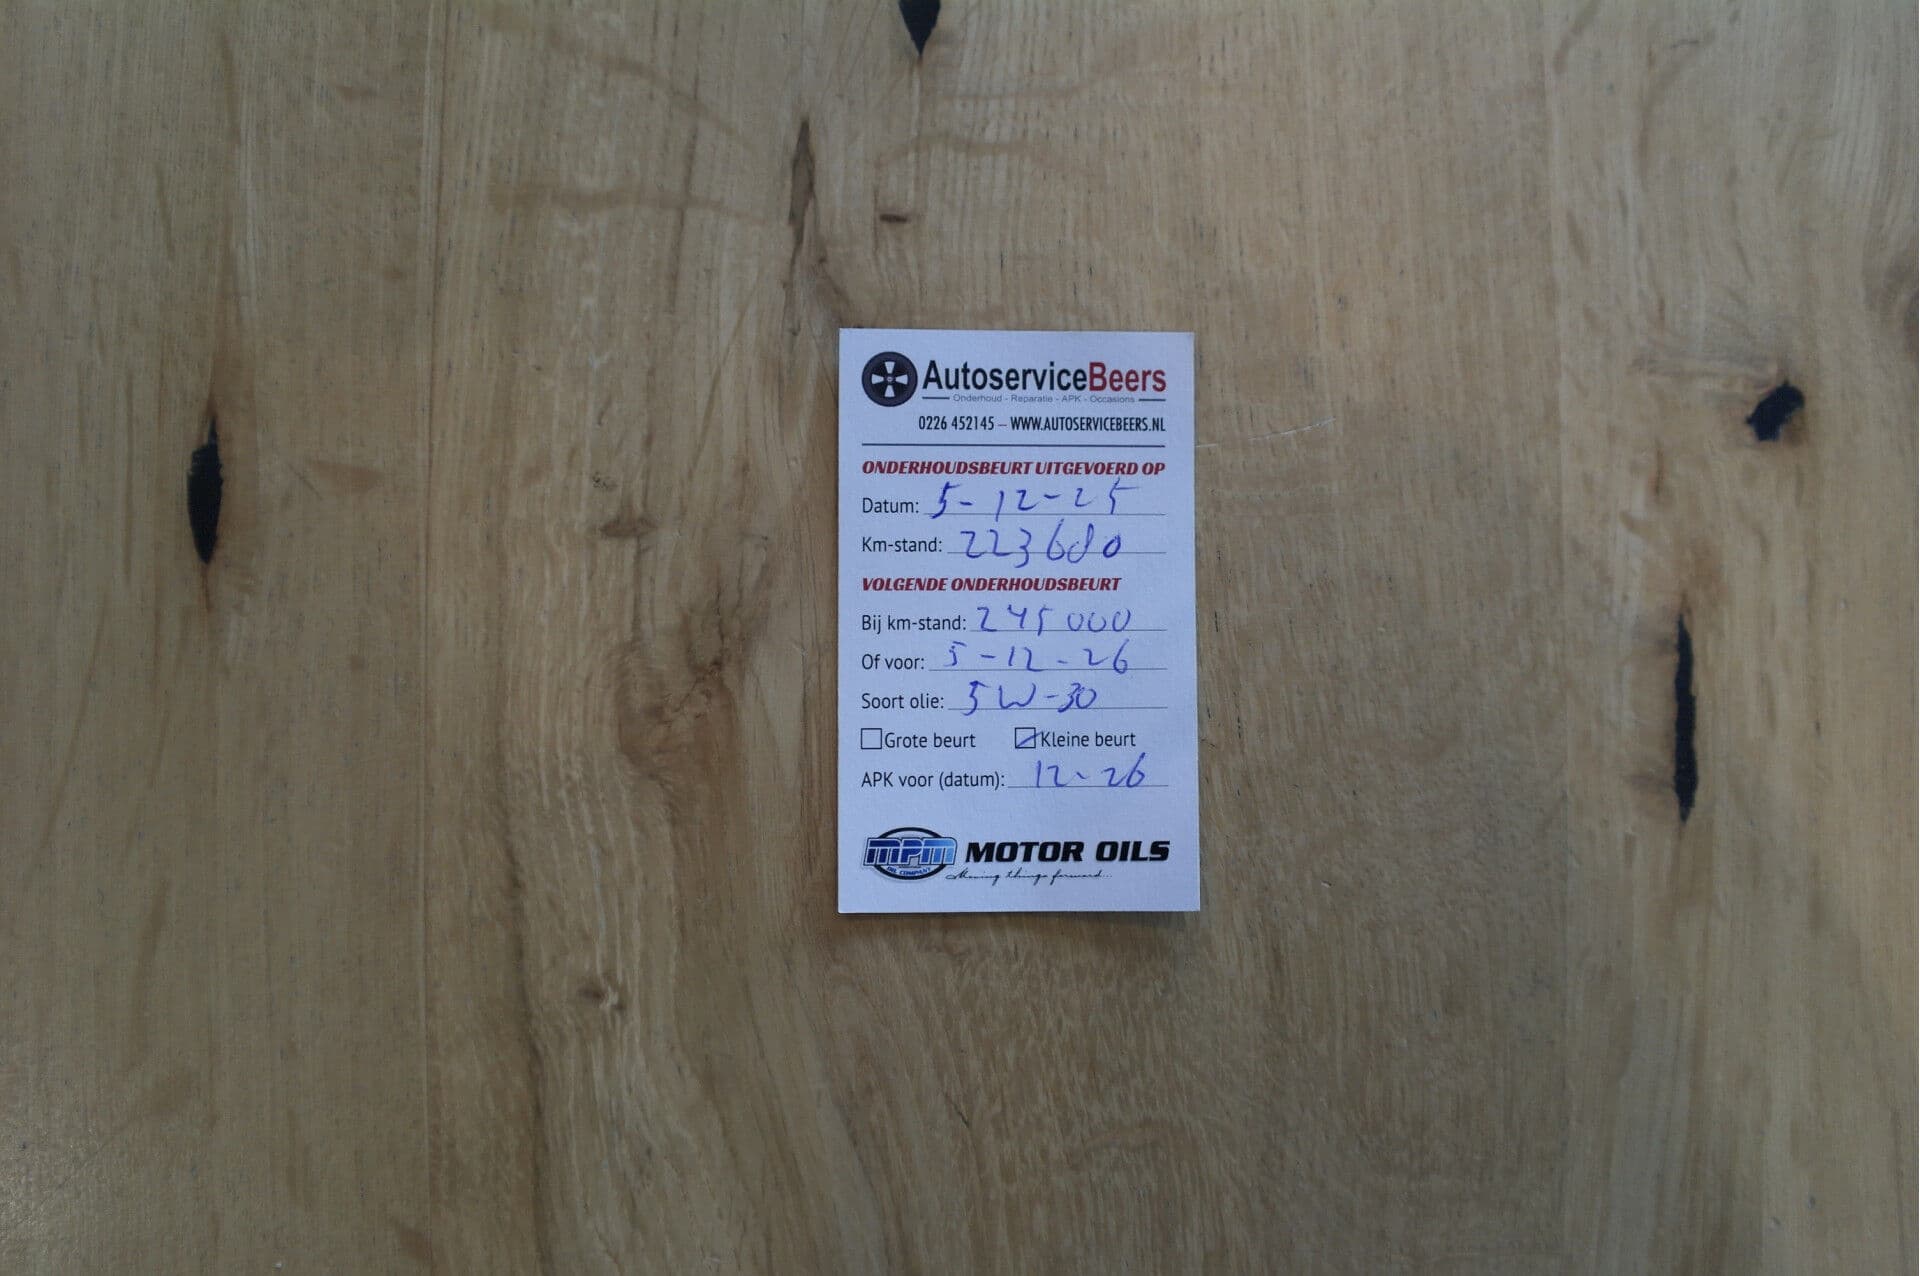 AutoserviceBeers
Onderhoud - Reparatie - APK - Occasions
0226 452145 – WWW.AUTOSERVICEBEERS.NL
ONDERHOUDSBEURT UITGEVOERD OP
Datum: 5-12-25
Km-stand: 223680
VOLGENDE ONDERHOUDSBEURT
Bij km-stand: 245000
Of voor: 5-12-26
Soort olie: 5W-30
Grote beurt Kleine beurt
APK voor (datum): 12-26
MPM MOTOR OILS
OIL COMPANY Moving things forward...